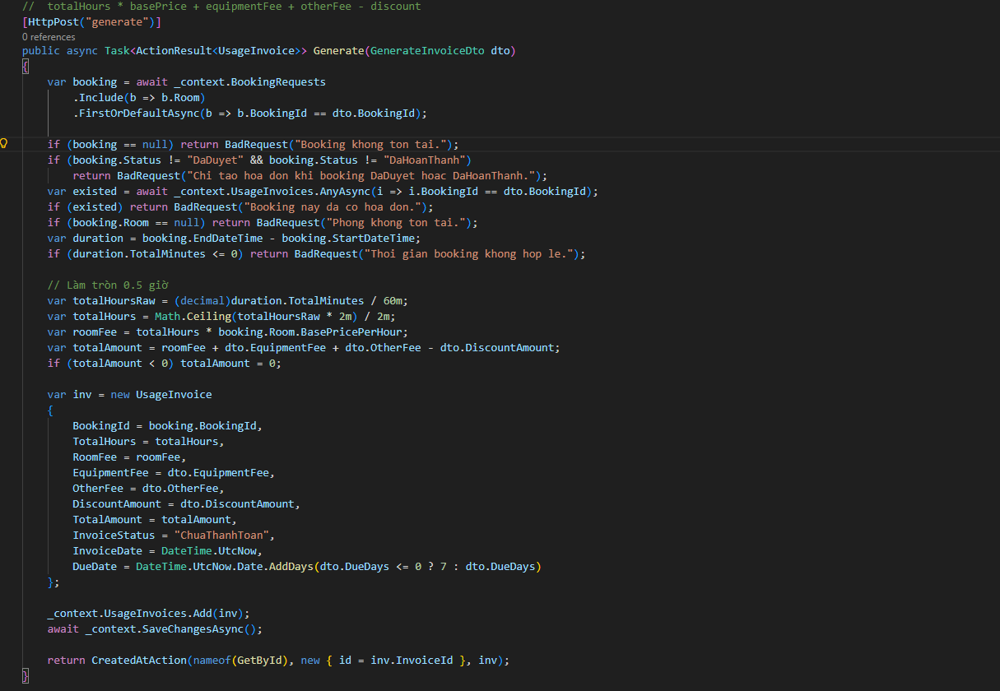 // totalHours * basePrice + equipmentFee + otherFee - discount
[HttpPost("generate")]
0 references
public async Task<ActionResult<UsageInvoice>> Generate(GenerateInvoiceDto dto)
{
var booking = await _context.BookingRequests
.Include(b => b.Room)
.FirstOrDefaultAsync(b => b.BookingId == dto.BookingId);
if (booking == null) return BadRequest("Booking khong ton tai.");
if (booking.Status != "DaDuyet" && booking.Status != "DaHoanThanh")
return BadRequest("Chi tao hoa don khi booking DaDuyet hoac DaHoanThanh.");
var existed = await _context.UsageInvoices.AnyAsync(i => i.BookingId == dto.BookingId);
if (existed) return BadRequest("Booking nay da co hoa don.");
if (booking.Room == null) return BadRequest("Phong khong ton tai.");
var duration = booking.EndDateTime - booking.StartDateTime;
if (duration.TotalMinutes <= 0) return BadRequest("Thoi gian booking khong hop le.");
// Làm tròn 0.5 giờ
var totalHoursRaw = (decimal)duration.TotalMinutes / 60m;
var totalHours = Math.Ceiling(totalHoursRaw * 2m) / 2m;
var roomFee = totalHours * booking.Room.BasePricePerHour;
var totalAmount = roomFee + dto.EquipmentFee + dto.OtherFee - dto.DiscountAmount;
if (totalAmount < 0) totalAmount = 0;
var inv = new UsageInvoice
{
BookingId = booking.BookingId,
TotalHours = totalHours,
RoomFee = roomFee,
EquipmentFee = dto.EquipmentFee,
OtherFee = dto.OtherFee,
DiscountAmount = dto.DiscountAmount,
TotalAmount = totalAmount,
InvoiceStatus = "ChuaThanhToan",
InvoiceDate = DateTime.UtcNow,
DueDate = DateTime.UtcNow.Date.AddDays(dto.DueDays <= 0 ? 7 : dto.DueDays)
};
_context.UsageInvoices.Add(inv);
await _context.SaveChangesAsync();
return CreatedAtAction(nameof(GetById), new { id = inv.InvoiceId }, inv);
}